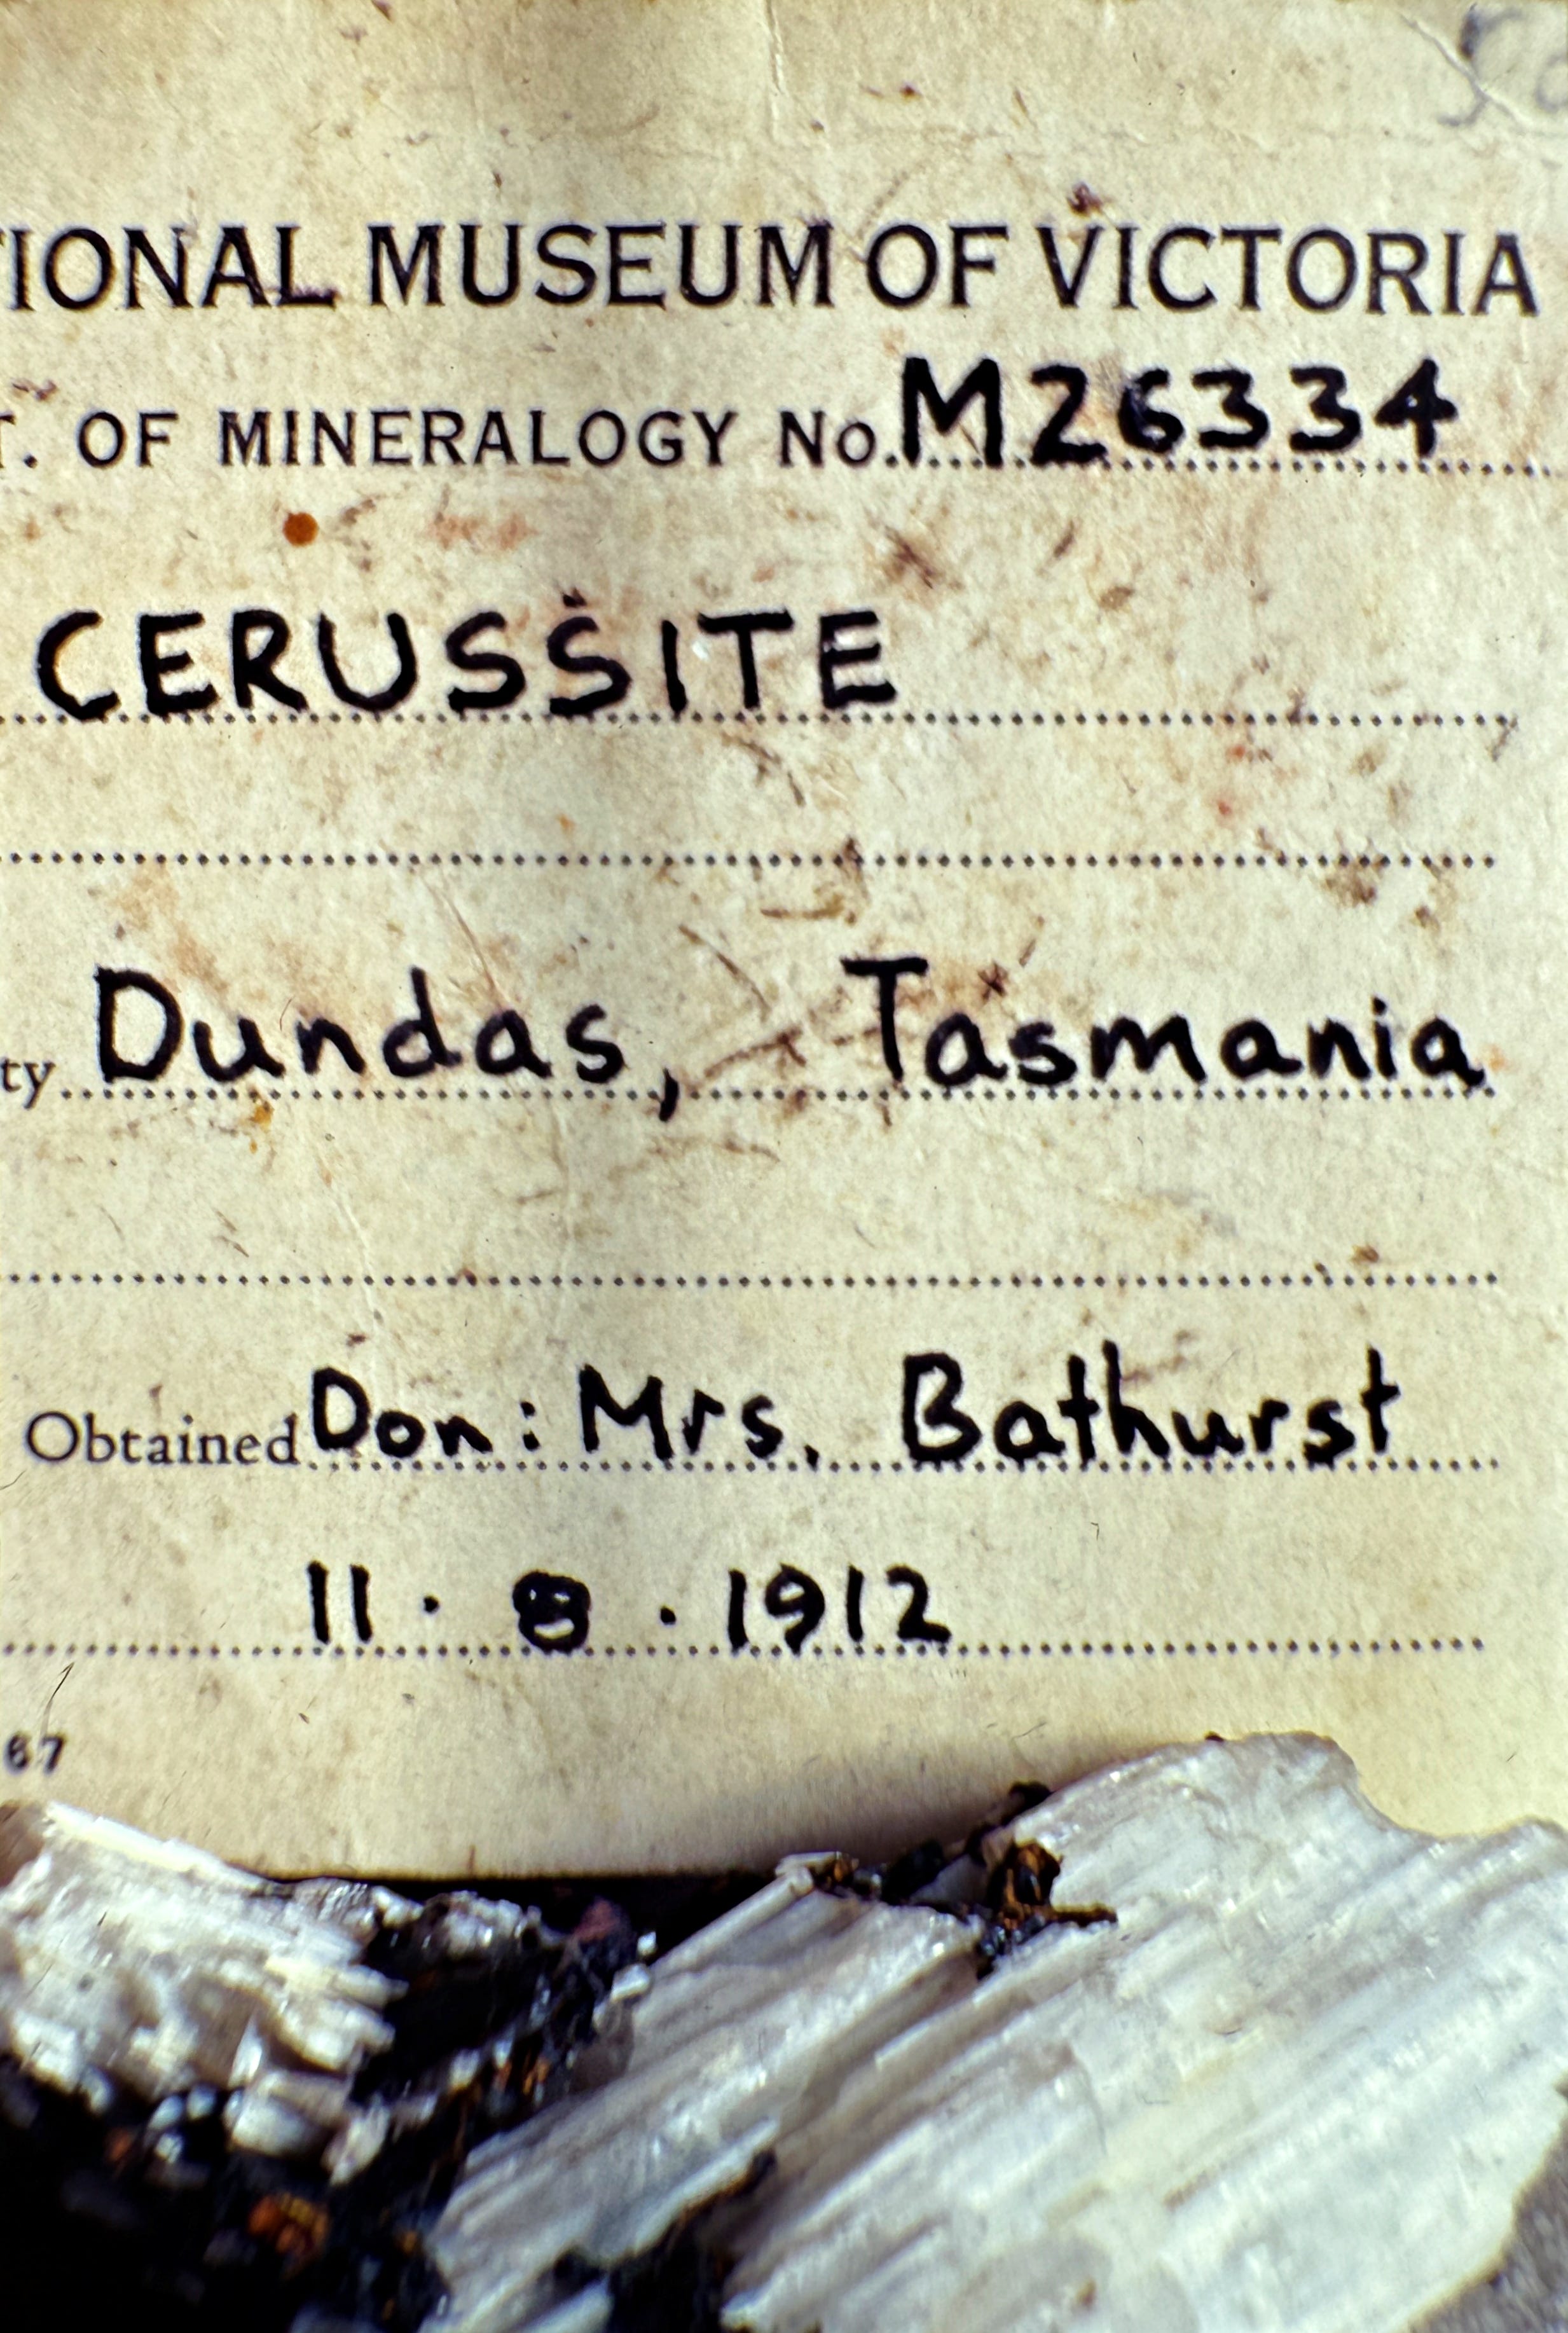 TIONAL MUSEUM OF VICTORIA
T. OF MINERALOGY No. M26334
CERUSSITE
ty Dundas, Tasmania
Obtained Don: Mrs. Bathurst
11 · 8 · 1912
67